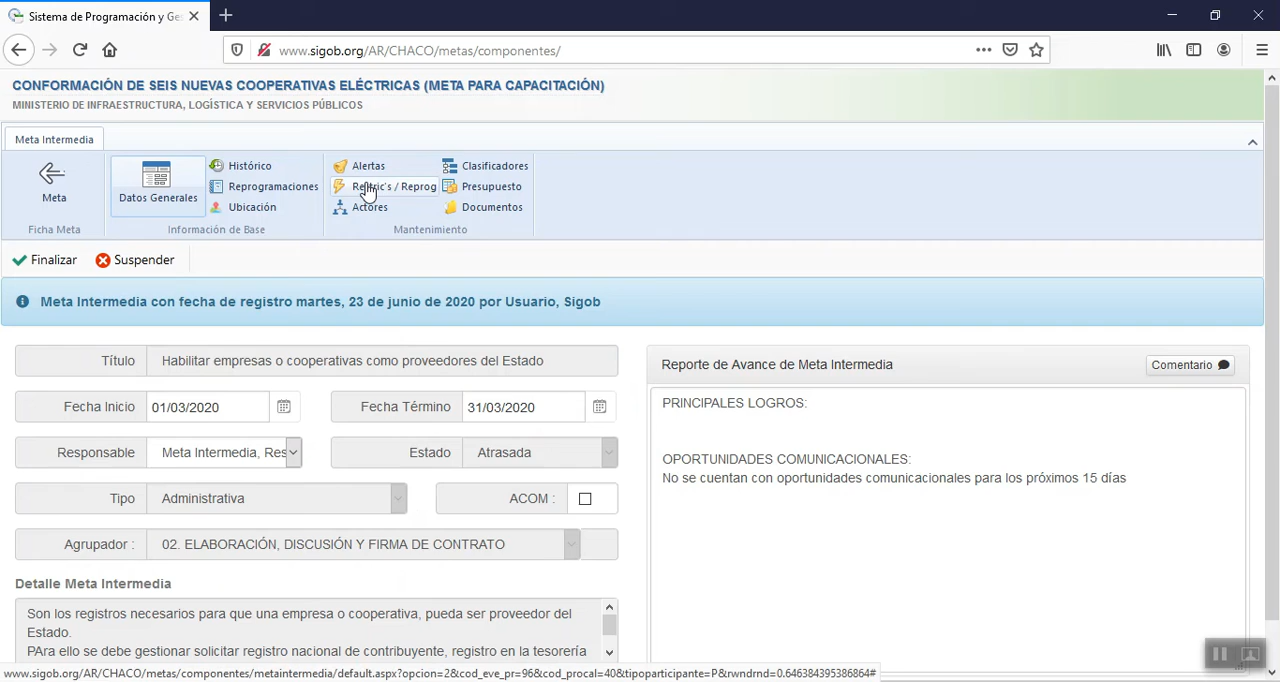 Sistema de Programación y Ges
www.sigob.org/AR/CHACO/metas/componentes/
CONFORMACIÓN DE SEIS NUEVAS COOPERATIVAS ELÉCTRICAS (META PARA CAPACITACIÓN)
MINISTERIO DE INFRAESTRUCTURA, LOGÍSTICA Y SERVICIOS PÚBLICOS
Meta Intermedia
Meta
Ficha Meta
Datos Generales
Histórico
Reprogramaciones
Ubicación
Información de Base
Alertas
/ Reprog
Actores
Clasificadores
Presupuesto
Documentos
Mantenimiento
Finalizar
Suspender
Meta Intermedia con fecha de registro martes, 23 de junio de 2020 por Usuario, Sigob
Título Habilitar empresas o cooperativas como proveedores del Estado
Fecha Inicio 01/03/2020 Fecha Término 31/03/2020
Responsable Meta Intermedia, Res Estado Atrasada
Tipo Administrativa ACOM :
Agrupador : 02. ELABORACIÓN, DISCUSIÓN Y FIRMA DE CONTRATO
Detalle Meta Intermedia
Son los registros necesarios para que una empresa o cooperativa, pueda ser proveedor del
Estado.
PAra ello se debe gestionar solicitar registro nacional de contribuyente, registro en la tesorería
Reporte de Avance de Meta Intermedia
Comentario
PRINCIPALES LOGROS:
OPORTUNIDADES COMUNICACIONALES:
No se cuentan con oportunidades comunicacionales para los próximos 15 días
www.sigob.org/AR/CHACO/metas/componentes/metaintermedia/default.aspx?opcion=2&cod_eve_pr=96&cod_procal=40&tipoparticipante=P&rwndrnd=0.646384395386864#